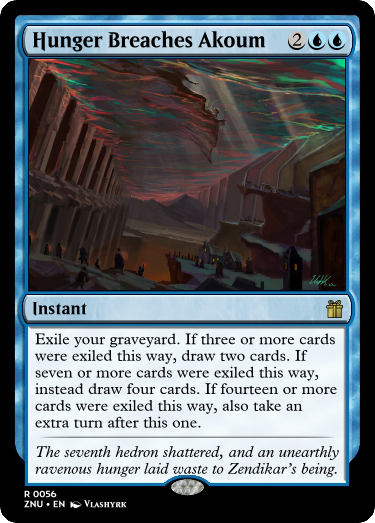 Hunger Breaches Akoum 2
Instant
Exile your graveyard. If three or more cards
were exiled this way, draw two cards. If
seven or more cards were exiled this way,
instead draw four cards. If fourteen or more
cards were exiled this way, also take an
extra turn after this one.
The seventh hedron shattered, and an unearthly
ravenous hunger laid waste to Zendikar's being.
R 0056
ZNU • EN Vlashyrk